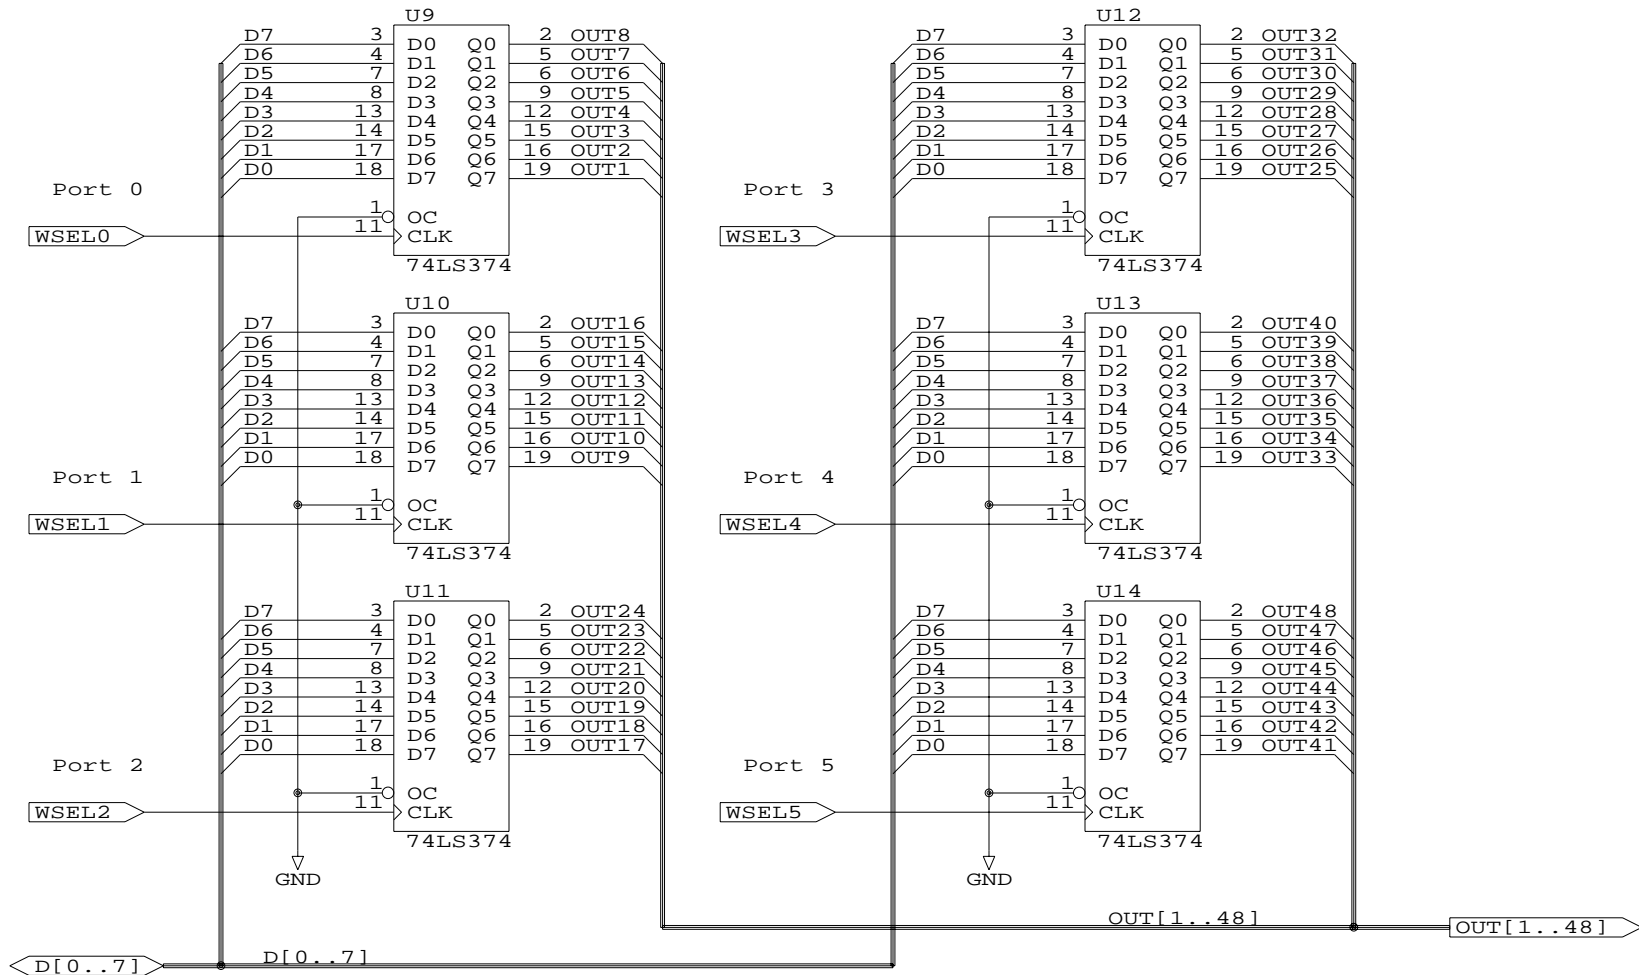 U9
D7 3 D0 Q0 2 OUT8
D6 4 D1 Q1 5 OUT7
D5 7 D2 Q2 6 OUT6
D4 8 D3 Q3 9 OUT5
D3 13 D4 Q4 12 OUT4
D2 14 D5 Q5 15 OUT3
D1 17 D6 Q6 16 OUT2
D0 18 D7 Q7 19 OUT1
Port 0
1 OC
WSEL0 11 CLK
74LS374
U10
D7 3 D0 Q0 2 OUT16
D6 4 D1 Q1 5 OUT15
D5 7 D2 Q2 6 OUT14
D4 8 D3 Q3 9 OUT13
D3 13 D4 Q4 12 OUT12
D2 14 D5 Q5 15 OUT11
D1 17 D6 Q6 16 OUT10
D0 18 D7 Q7 19 OUT9
Port 1
1 OC
WSEL1 11 CLK
74LS374
U11
D7 3 D0 Q0 2 OUT24
D6 4 D1 Q1 5 OUT23
D5 7 D2 Q2 6 OUT22
D4 8 D3 Q3 9 OUT21
D3 13 D4 Q4 12 OUT20
D2 14 D5 Q5 15 OUT19
D1 17 D6 Q6 16 OUT18
D0 18 D7 Q7 19 OUT17
Port 2
1 OC
WSEL2 11 CLK
74LS374
GND
U12
D7 3 D0 Q0 2 OUT32
D6 4 D1 Q1 5 OUT31
D5 7 D2 Q2 6 OUT30
D4 8 D3 Q3 9 OUT29
D3 13 D4 Q4 12 OUT28
D2 14 D5 Q5 15 OUT27
D1 17 D6 Q6 16 OUT26
D0 18 D7 Q7 19 OUT25
Port 3
1 OC
WSEL3 11 CLK
74LS374
U13
D7 3 D0 Q0 2 OUT40
D6 4 D1 Q1 5 OUT39
D5 7 D2 Q2 6 OUT38
D4 8 D3 Q3 9 OUT37
D3 13 D4 Q4 12 OUT36
D2 14 D5 Q5 15 OUT35
D1 17 D6 Q6 16 OUT34
D0 18 D7 Q7 19 OUT33
Port 4
1 OC
WSEL4 11 CLK
74LS374
U14
D7 3 D0 Q0 2 OUT48
D6 4 D1 Q1 5 OUT47
D5 7 D2 Q2 6 OUT46
D4 8 D3 Q3 9 OUT45
D3 13 D4 Q4 12 OUT44
D2 14 D5 Q5 15 OUT43
D1 17 D6 Q6 16 OUT42
D0 18 D7 Q7 19 OUT41
Port 5
1 OC
WSEL5 11 CLK
74LS374
GND
OUT[1..48] OUT[1..48]
D[0..7] D[0..7]